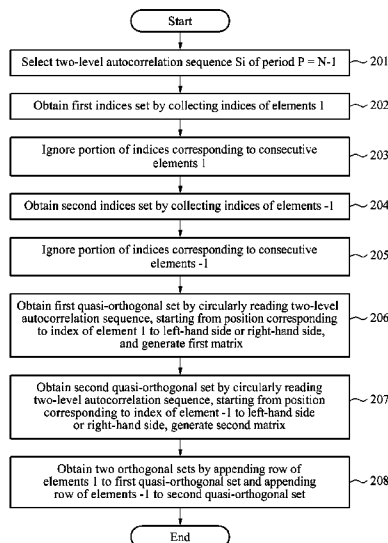 Start
Select two-level autocorrelation sequence Si of period P = N-1
201
Obtain first indices set by collecting indices of elements 1
202
Ignore portion of indices corresponding to consecutive
elements 1
203
Obtain second indices set by collecting indices of elements -1
204
Ignore portion of indices corresponding to consecutive
elements -1
205
Obtain first quasi-orthogonal set by circularly reading two-level
autocorrelation sequence, starting from position corresponding
to index of element 1 to left-hand side or right-hand side,
and generate first matrix
206
Obtain second quasi-orthogonal set by circularly reading
two-level autocorrelation sequence, starting from position
corresponding to index of element -1 to left-hand side
or right-hand side, generate second matrix
207
Obtain two orthogonal sets by appending row of
elements 1 to first quasi-orthogonal set and appending
row of elements -1 to second quasi-orthogonal set
208
End